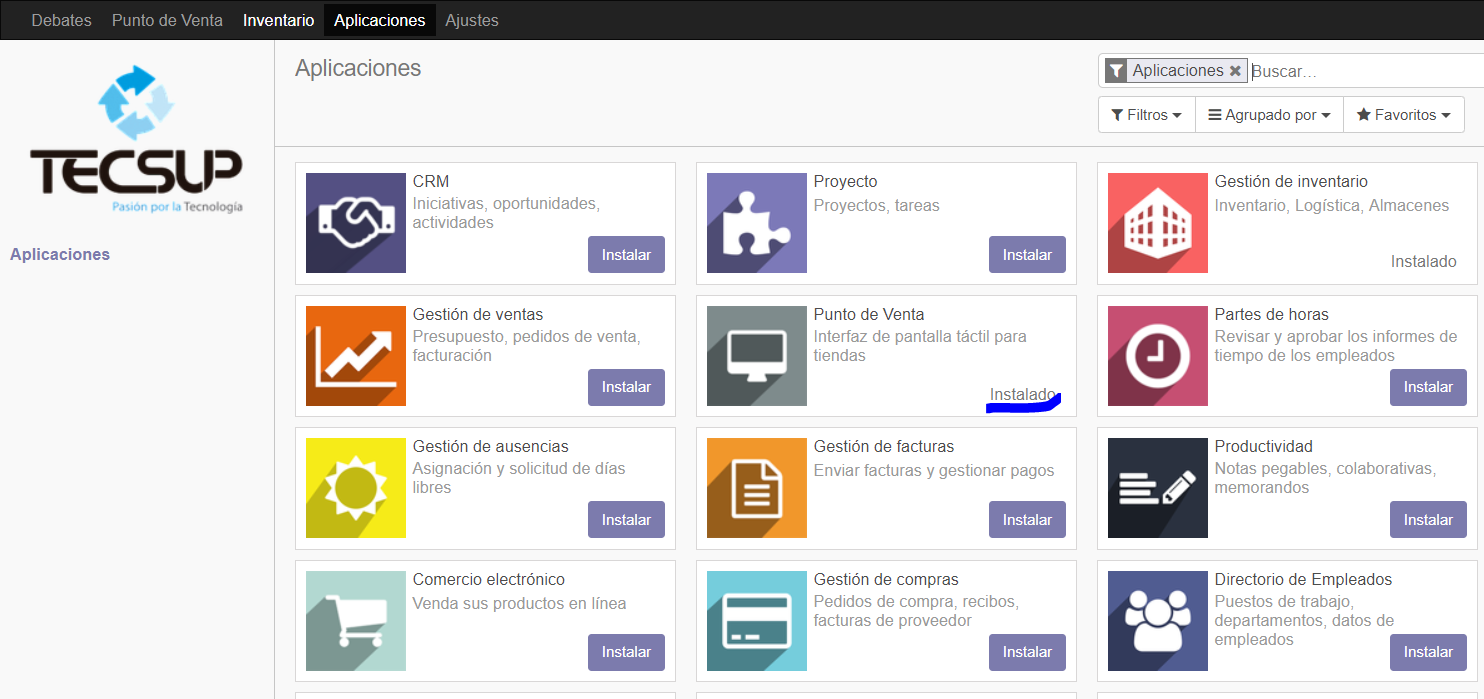 Debates Punto de Venta Inventario Aplicaciones Ajustes
TECSUP
Pasión por la Tecnología
Aplicaciones
Aplicaciones
Aplicaciones Buscar...
Filtros Agrupado por Favoritos
CRM
Iniciativas, oportunidades,
actividades
Instalar
Proyecto
Proyectos, tareas
Instalar
Gestión de inventario
Inventario, Logística, Almacenes
Instalado
Gestión de ventas
Presupuesto, pedidos de venta,
facturación
Instalar
Punto de Venta
Interfaz de pantalla táctil para
tiendas
Instalado
Partes de horas
Revisar y aprobar los informes de
tiempo de los empleados
Instalar
Gestión de ausencias
Asignación y solicitud de días
libres
Instalar
Gestión de facturas
Enviar facturas y gestionar pagos
Instalar
Productividad
Notas pegables, colaborativas,
memorandos
Instalar
Comercio electrónico
Venda sus productos en línea
Instalar
Gestión de compras
Pedidos de compra, recibos,
facturas de proveedor
Instalar
Directorio de Empleados
Puestos de trabajo,
departamentos, datos de
empleados
Instalar